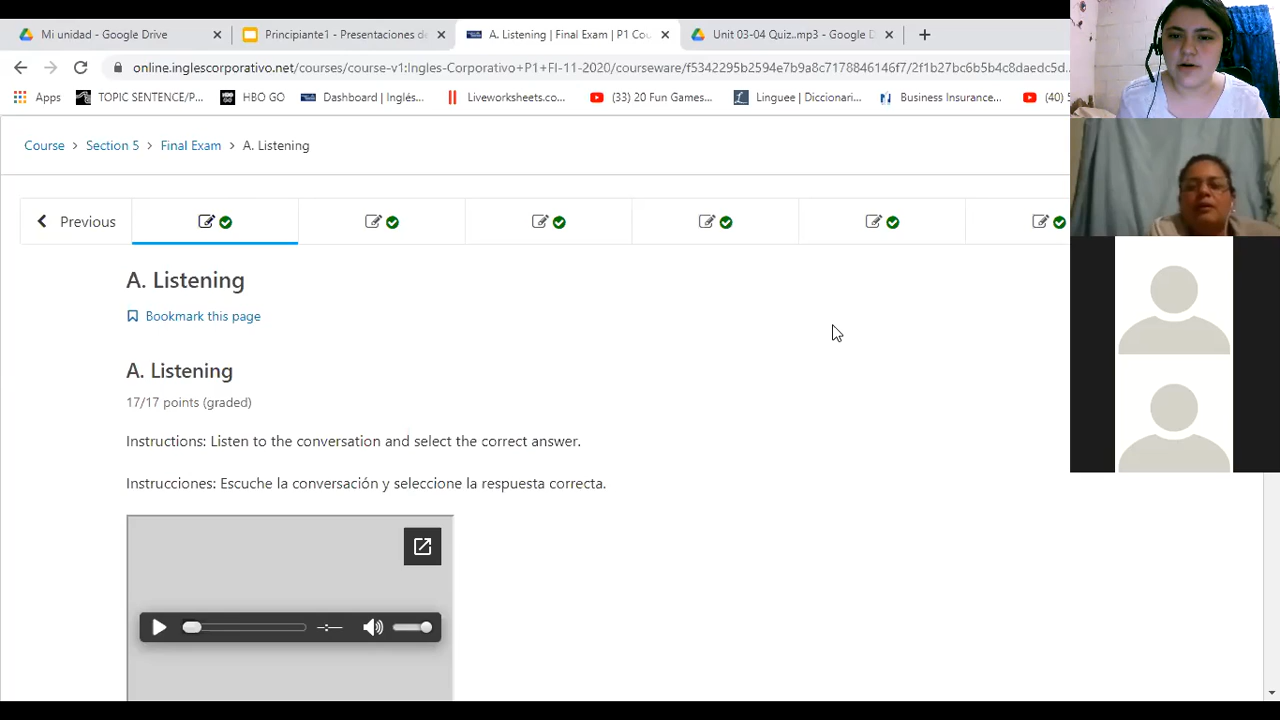 Mi unidad - Google Drive
Principiante1 - Presentaciones de
A. Listening | Final Exam | P1 Cou
Unit 03-04 Quiz..mp3 - Google D
online.inglescorporativo.net/courses/course-v1:Ingles-Corporativo+P1+FI-11-2020/courseware/f5342295b2594e7b9a8c7178846146f7/2f1b27bc6b5b4c8daedc5d...
Apps
TOPIC SENTENCE/P...
HBO GO
Dashboard | Inglés...
Liveworksheets.co...
(33) 20 Fun Games...
Linguee | Diccionari...
Business Insurance...
(40) 5
Course > Section 5 > Final Exam > A. Listening
Previous
A. Listening
Bookmark this page
A. Listening
17/17 points (graded)
Instructions: Listen to the conversation and select the correct answer.
Instrucciones: Escuche la conversación y seleccione la respuesta correcta.
-:--